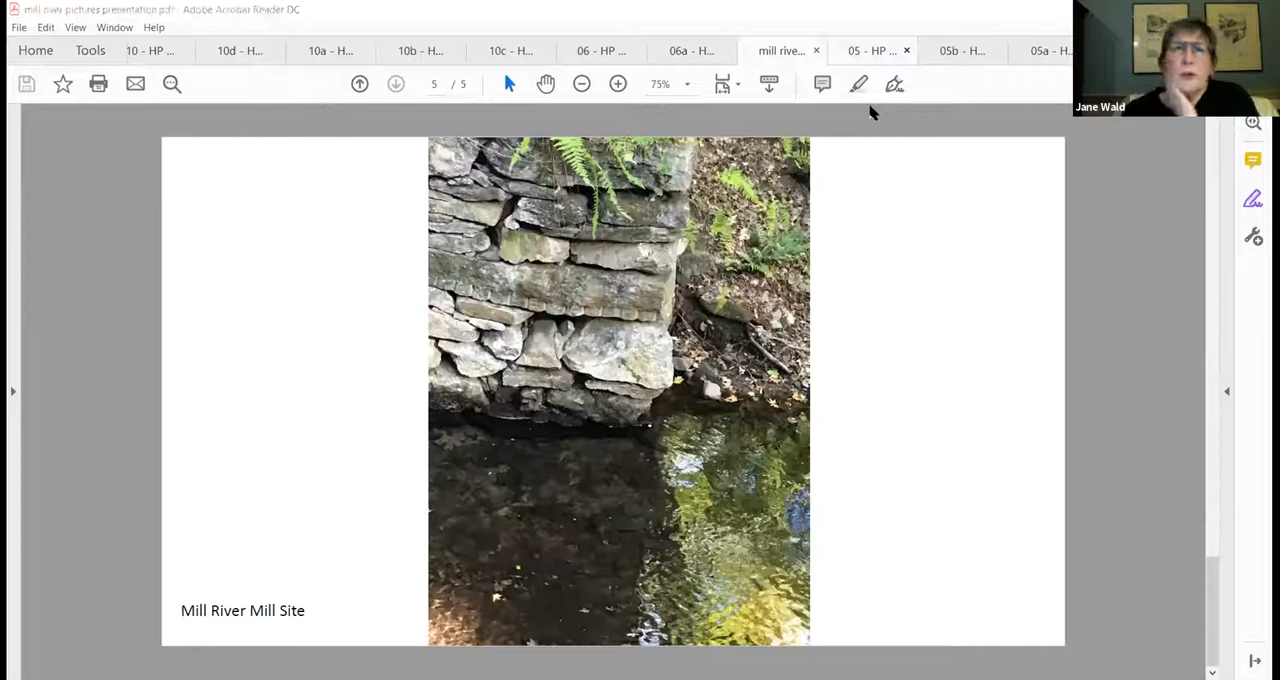 mill river pictures presentation.pdf - Adobe Acrobat Reader DC
File Edit View Window Help
Home Tools 10 - HP ... 10d - H... 10a - H... 10b - H... 10c - H... 06 - HP ... 06a - H... mill rive... × 05 - HP ... × 05b - H... 05a - H...
5 / 5 75%
Jane Wald
Mill River Mill Site